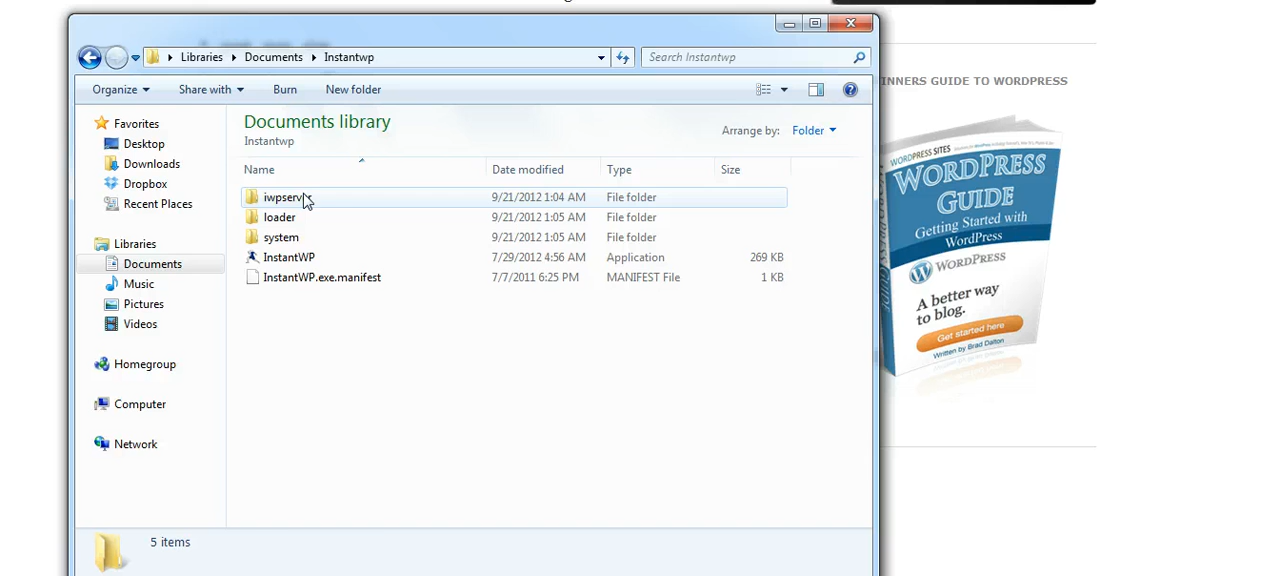 Libraries
Documents
Instantwp
Search Instantwp
Organize
Share with
Burn
New folder
Favorites
Desktop
Downloads
Dropbox
Recent Places
Libraries
Documents
Music
Pictures
Videos
Homegroup
Computer
Network
Documents library
Instantwp
Arrange by: Folder
Name Date modified Type Size
9/21/2012 1:04 AM File folder
loader 9/21/2012 1:05 AM File folder
system 9/21/2012 1:05 AM File folder
InstantWP 7/29/2012 4:56 AM Application 269 KB
InstantWP.exe.manifest 7/7/2011 6:25 PM MANIFEST File 1 KB
5 items
INNERS GUIDE TO WORDPRESS
WORDPRESS SITES
WORDPRESS
GUIDE
Getting Started with
WordPress
WORDPRESS
A better way
to blog.
Get started here
Written by Brad Dalton